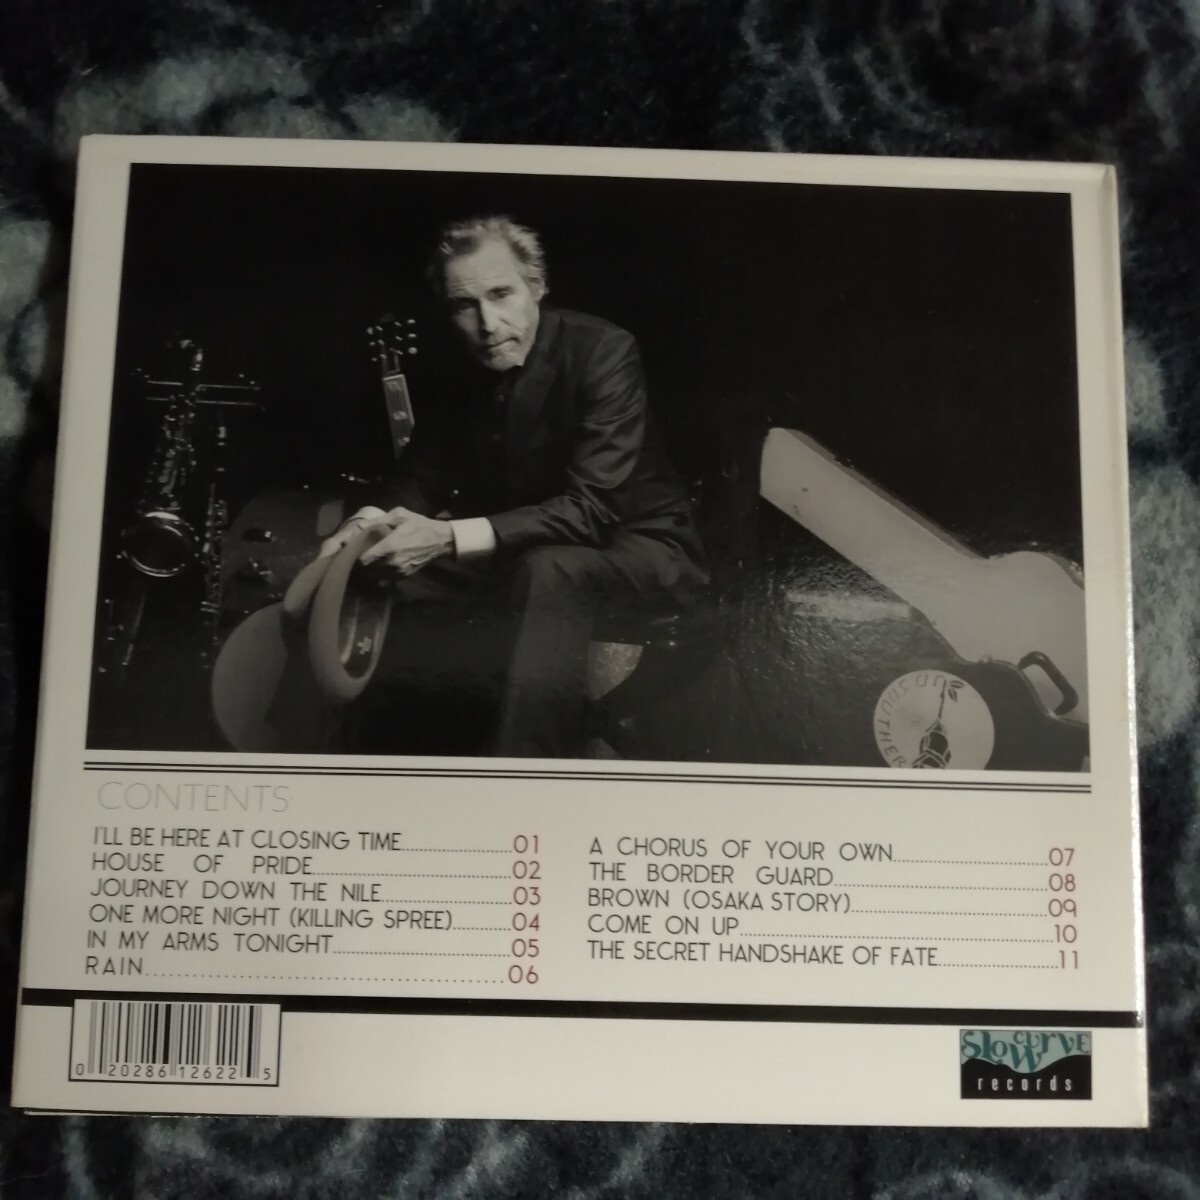 CONTENTS
I'LL BE HERE AT CLOSING TIME....................01
HOUSE OF PRIDE....................02
JOURNEY DOWN THE NILE....................03
ONE MORE NIGHT (KILLING SPREE)....................04
IN MY ARMS TONIGHT....................05
RAIN....................06
A CHORUS OF YOUR OWN....................07
THE BORDER GUARD....................08
BROWN (OSAKA STORY)....................09
COME ON UP....................10
THE SECRET HANDSHAKE OF FATE....................11
OUD SOUTHER
0 20286 12622 5
Slow curve
records